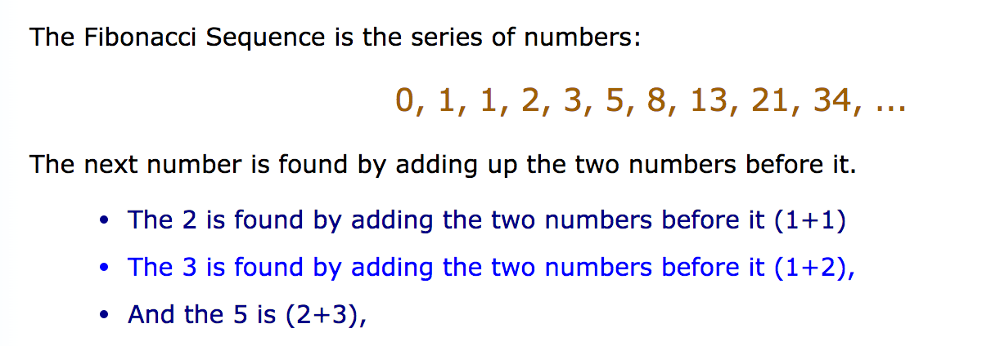 The Fibonacci Sequence is the series of numbers:
0, 1, 1, 2, 3, 5, 8, 13, 21, 34, ...
The next number is found by adding up the two numbers before it.
• The 2 is found by adding the two numbers before it (1+1)
• The 3 is found by adding the two numbers before it (1+2),
• And the 5 is (2+3),